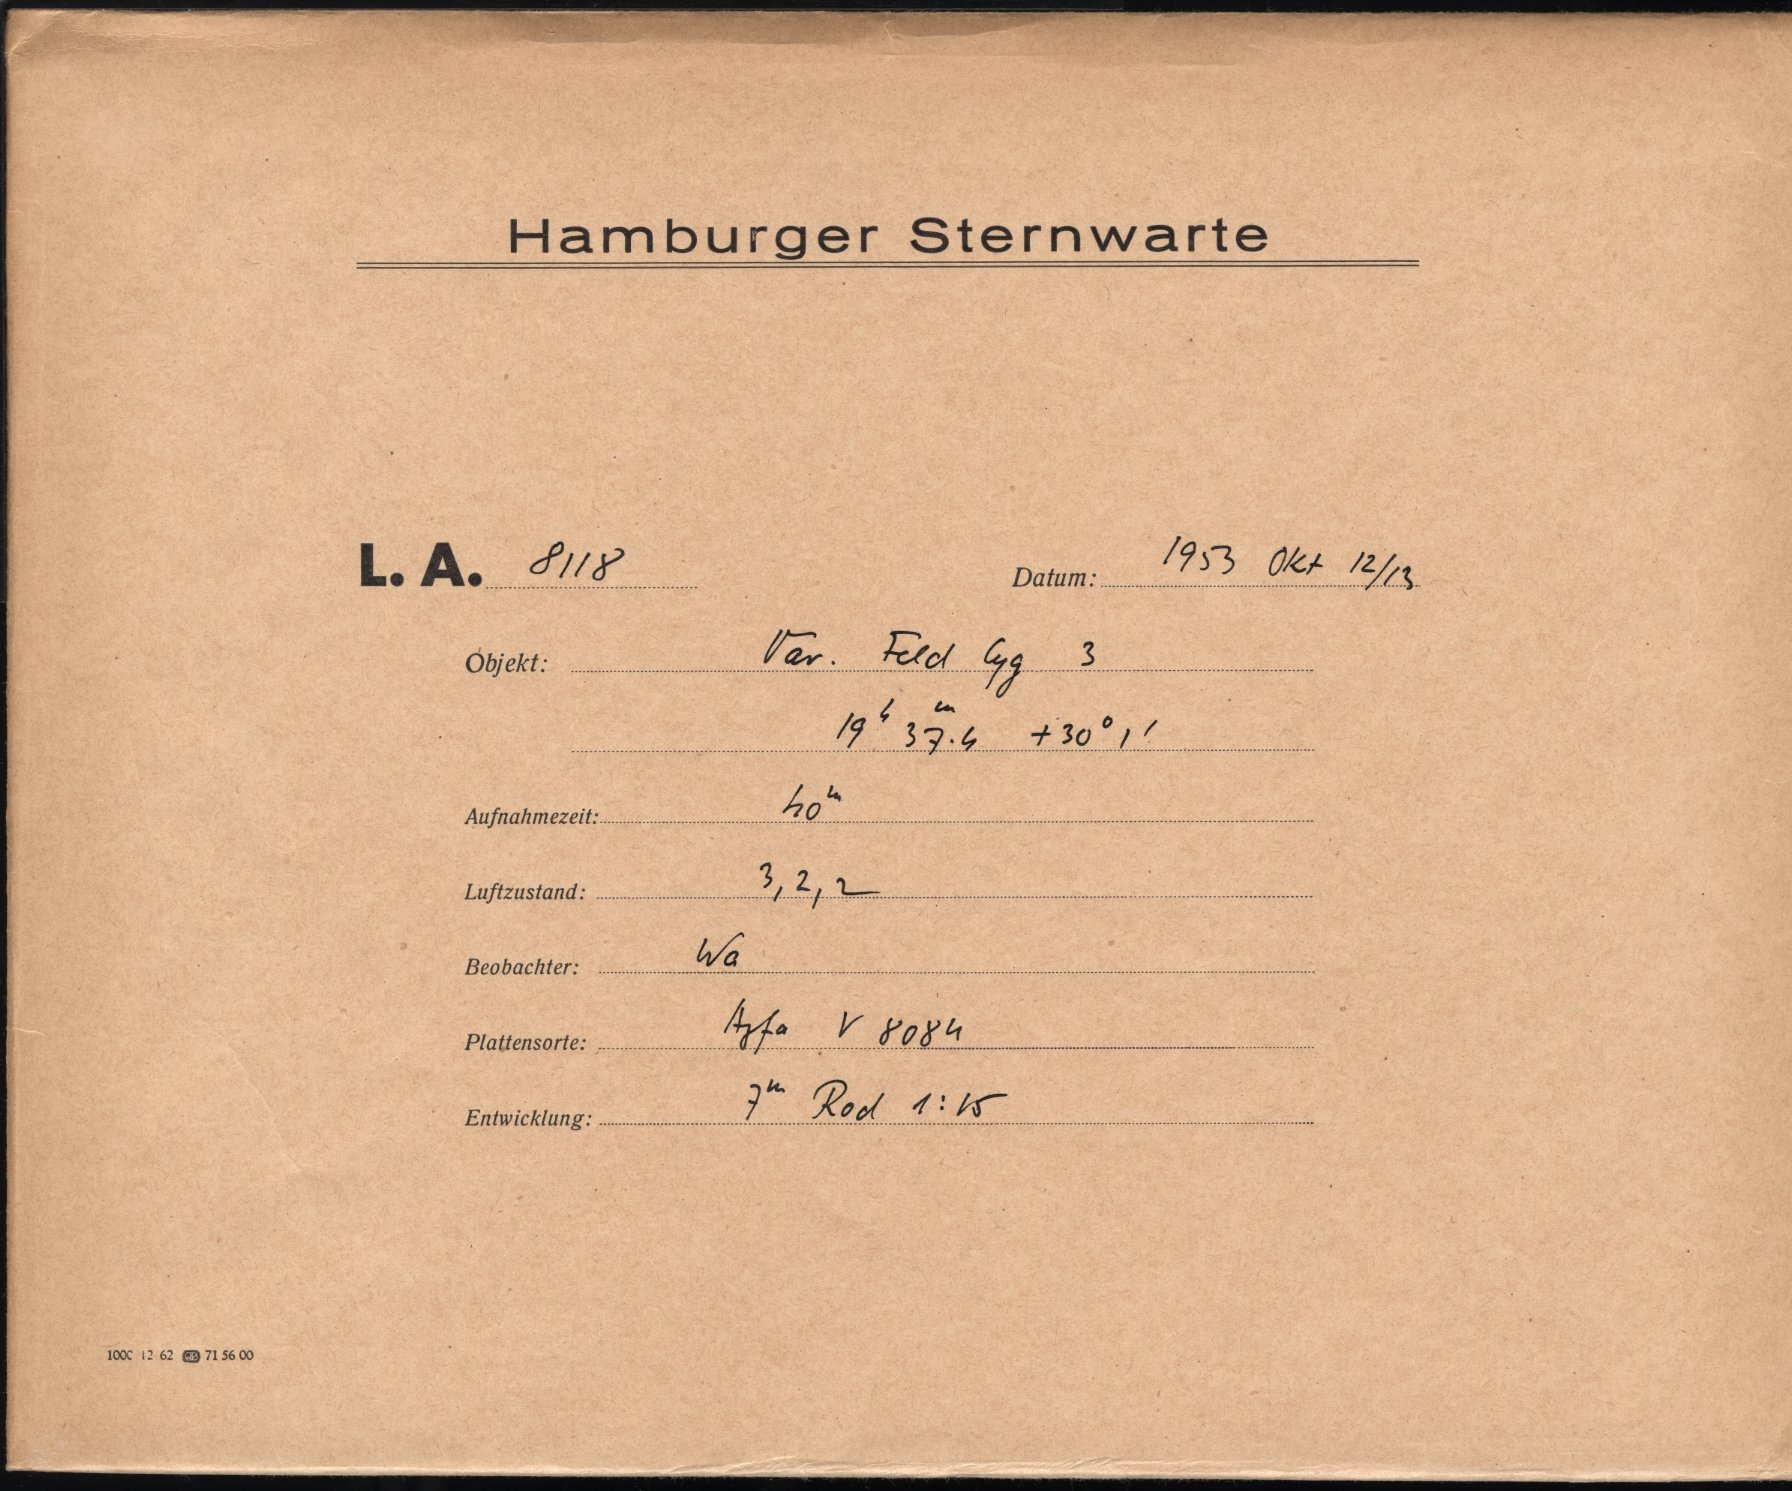 Hamburger Sternwarte
L. A. 8118 Datum: 1953 Okt 12/13
Objekt: Var. Feld Cyg 3
19ʰ 37ᵐ.4 +30° 1'
Aufnahmezeit: 40ᵐ
Luftzustand: 3, 2, 2
Beobachter: Wa
Plattensorte: Agfa V 8084
Entwicklung: 7ᵐ Rod 1:15
1000 12 62 71 56 00